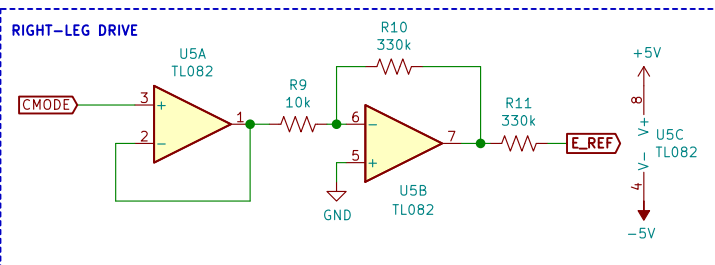 RIGHT-LEG DRIVE
U5A
TL082
CMODE
3
+
2
-
1
R9
10k
R10
330k
6
-
5
+
7
U5B
TL082
GND
R11
330k
E_REF
+5V
8
V+
U5C
TL082
V-
4
-5V